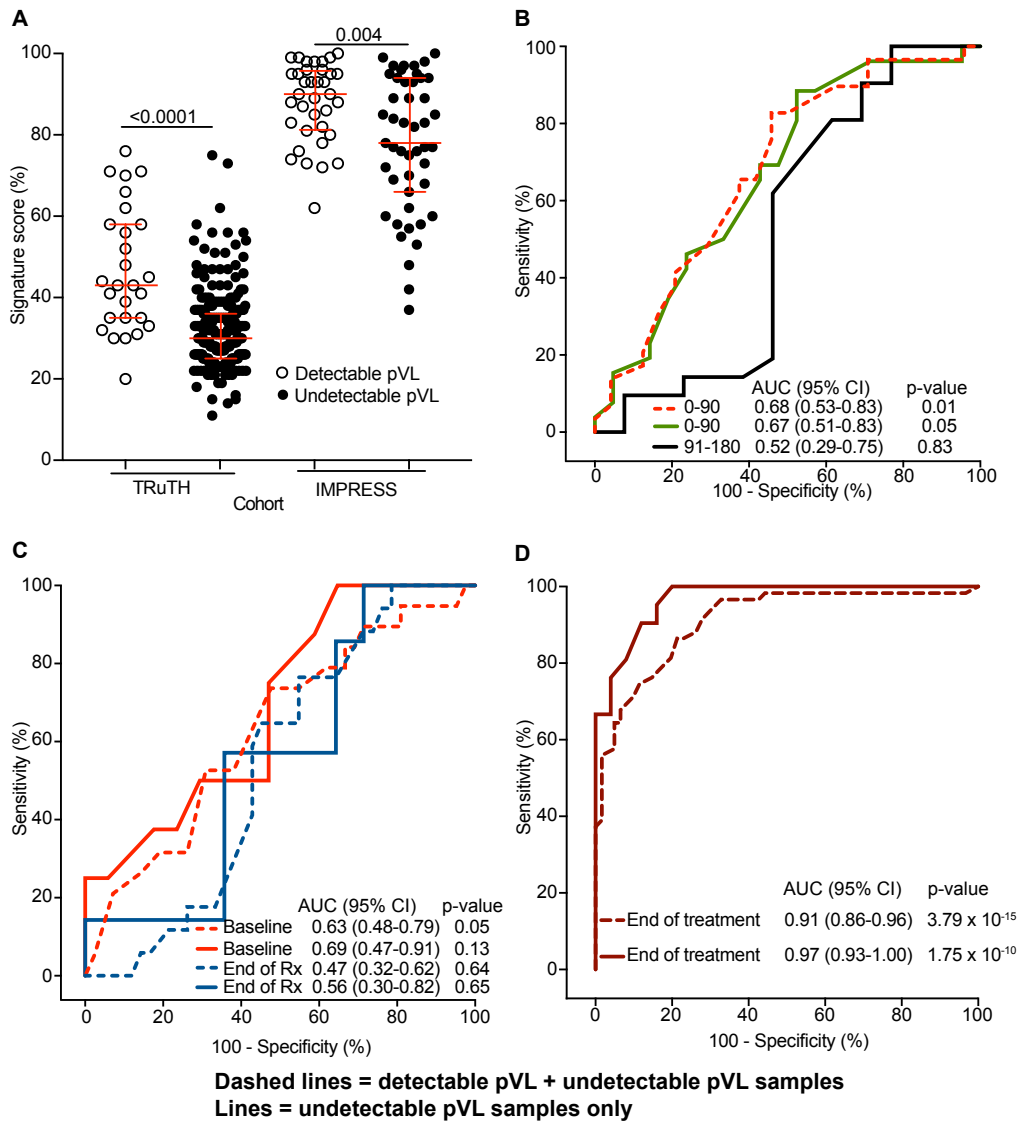 A
Signature score (%)
100
80
60
40
20
0
<0.0001
0.004
Detectable pVL
Undetectable pVL
TRuTH
IMPRESS
Cohort
B
Sensitivity (%)
100
80
60
40
20
0
AUC (95% CI) p-value
0-90 0.68 (0.53-0.83) 0.01
0-90 0.67 (0.51-0.83) 0.05
91-180 0.52 (0.29-0.75) 0.83
0 20 40 60 80 100
100 - Specificity (%)
C
Sensitivity (%)
100
80
60
40
20
0
AUC (95% CI) p-value
Baseline 0.63 (0.48-0.79) 0.05
Baseline 0.69 (0.47-0.91) 0.13
End of Rx 0.47 (0.32-0.62) 0.64
End of Rx 0.56 (0.30-0.82) 0.65
0 20 40 60 80 100
100 - Specificity (%)
D
Sensitivity (%)
100
80
60
40
20
0
AUC (95% CI) p-value
End of treatment 0.91 (0.86-0.96) 3.79 x 10⁻¹⁵
End of treatment 0.97 (0.93-1.00) 1.75 x 10⁻¹⁰
0 20 40 60 80 100
100 - Specificity (%)
Dashed lines = detectable pVL + undetectable pVL samples
Lines = undetectable pVL samples only